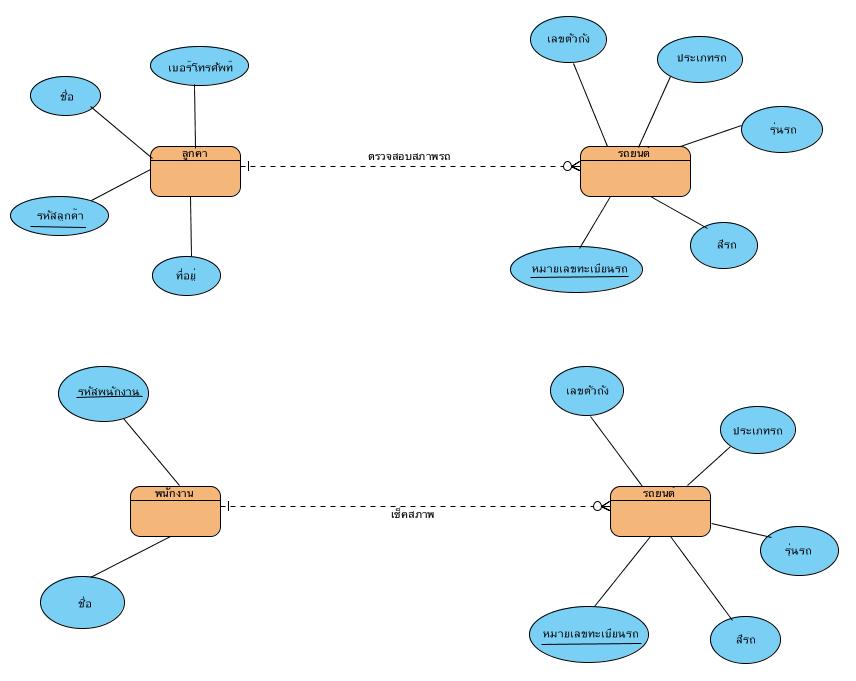 เลขตัวถัง
เบอร์โทรศัพท์
ประเภทรถ
ชื่อ
รุ่นรถ
ลูกคา
ตรวจสอบสภาพรถ
รถยนต์
รหัสลูกค้า
สีรถ
ที่อยู่
หมายเลขทะเบียนรถ
รหัสพนักงาน
เลขตัวถัง
ประเภทรถ
พนักงาน
รถยนต์
เช็คสภาพ
รุ่นรถ
ชื่อ
หมายเลขทะเบียนรถ
สีรถ